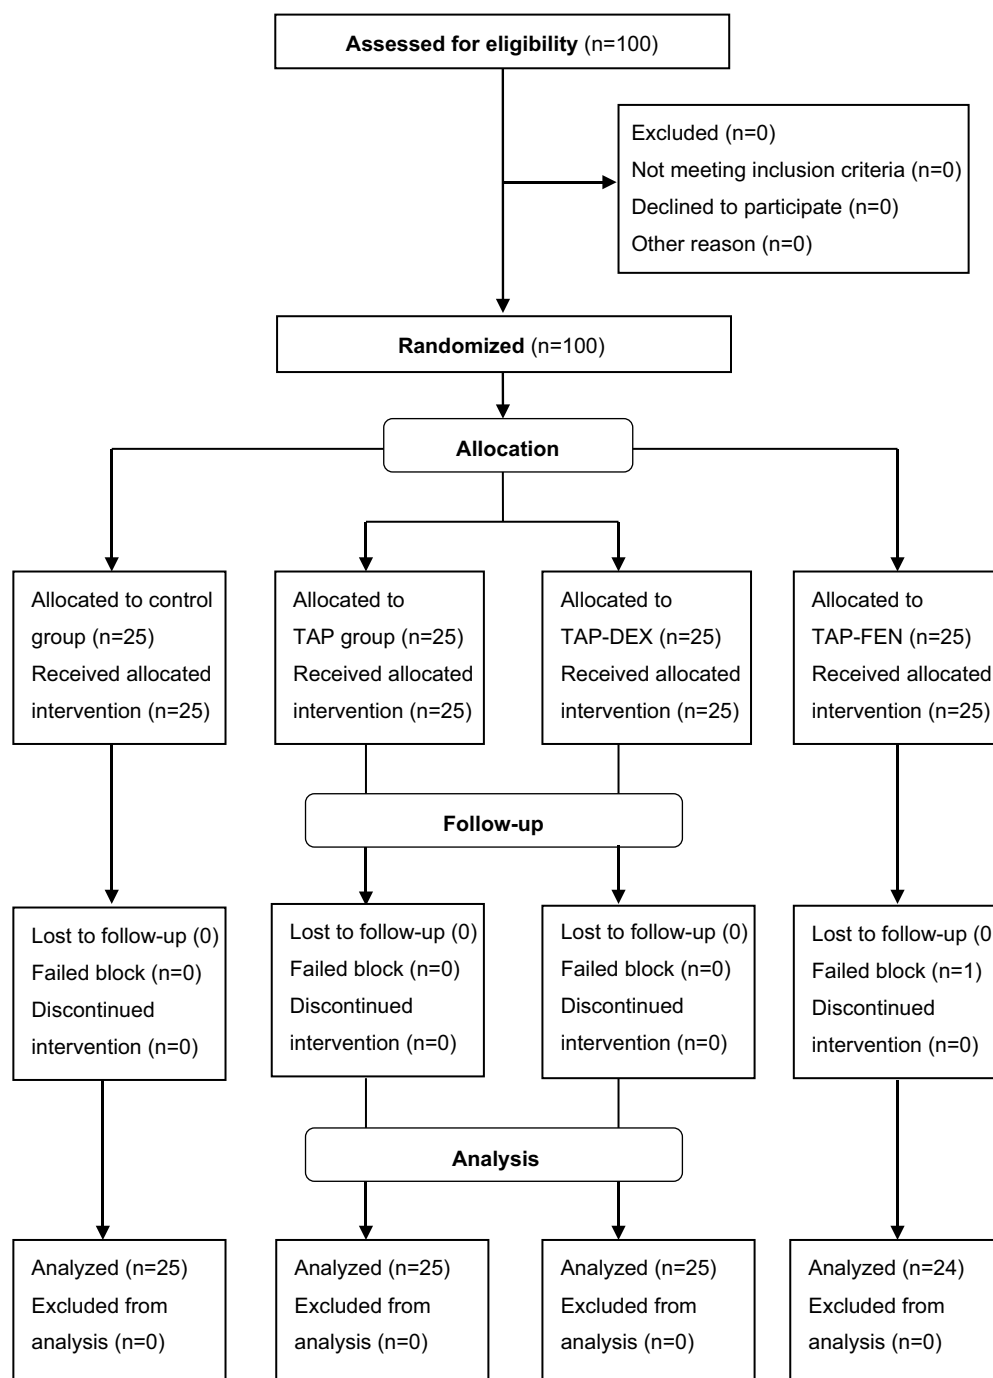 Assessed for eligibility (n=100)
Excluded (n=0)
Not meeting inclusion criteria (n=0)
Declined to participate (n=0)
Other reason (n=0)
Randomized (n=100)
Allocation
Allocated to control
group (n=25)
Received allocated
intervention (n=25)
Allocated to
TAP group (n=25)
Received allocated
intervention (n=25)
Allocated to
TAP-DEX (n=25)
Received allocated
intervention (n=25)
Allocated to
TAP-FEN (n=25)
Received allocated
intervention (n=25)
Follow-up
Lost to follow-up (0)
Failed block (n=0)
Discontinued
intervention (n=0)
Lost to follow-up (0)
Failed block (n=0)
Discontinued
intervention (n=0)
Lost to follow-up (0)
Failed block (n=0)
Discontinued
intervention (n=0)
Lost to follow-up (0
Failed block (n=1)
Discontinued
intervention (n=0)
Analysis
Analyzed (n=25)
Excluded from
analysis (n=0)
Analyzed (n=25)
Excluded from
analysis (n=0)
Analyzed (n=25)
Excluded from
analysis (n=0)
Analyzed (n=24)
Excluded from
analysis (n=0)